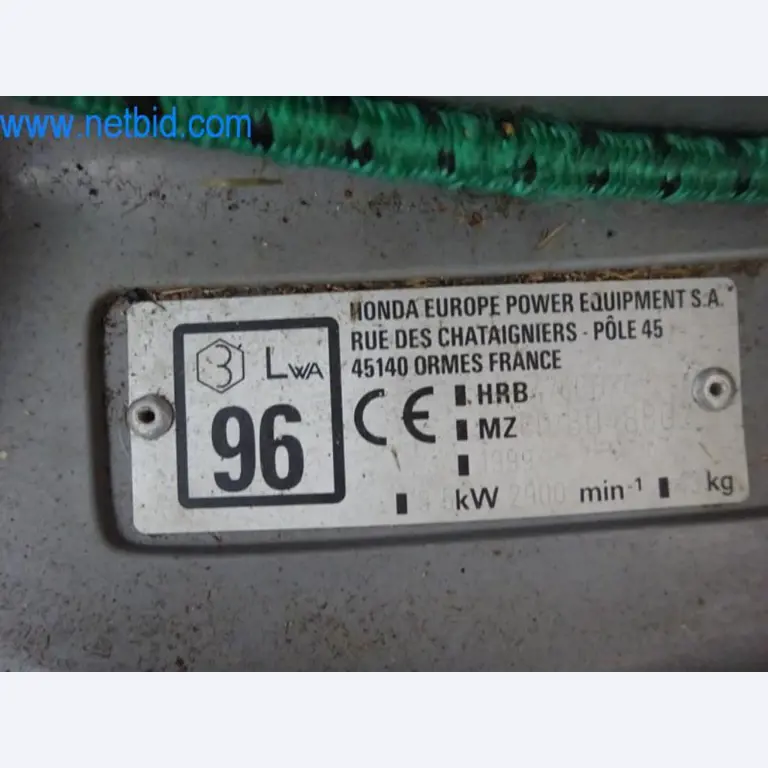 www.netbid.com
HONDA EUROPE POWER EQUIPMENT S.A.
RUE DES CHATAIGNIERS - PÔLE 45
45140 ORMES FRANCE
3 LWA
96
CE
HRB
MZ
1999
kW 2900 min⁻¹ kg